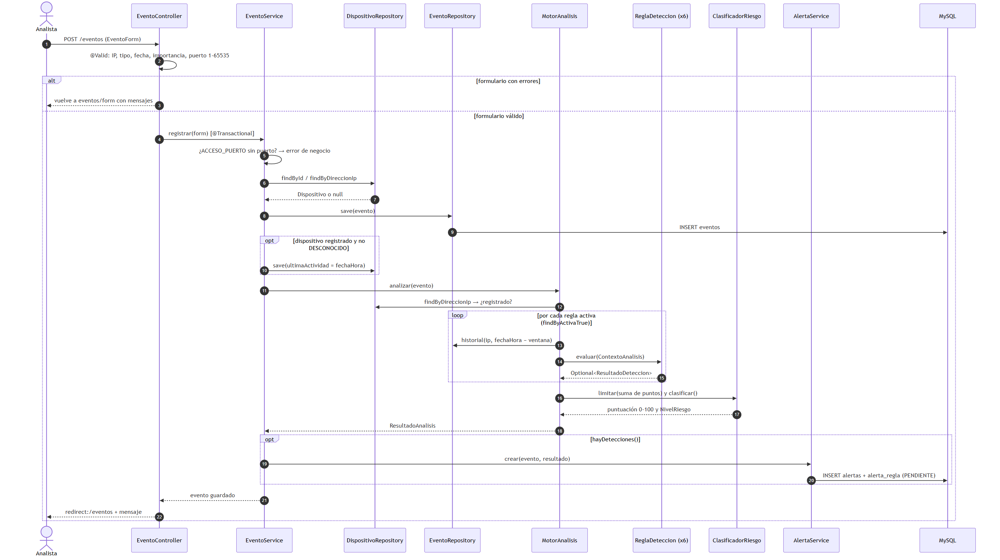 EventoController
EventoService
DispositivoRepository
EventoRepository
MotorAnalisis
ReglaDeteccion (x6)
ClasificadorRiesgo
AlertaService
MySQL
Analista
POST /eventos (EventoForm)
1
@Valid: IP, tipo, fecha, importancia, puerto 1-65535
2
alt
[formulario con errores]
vuelve a eventos/form con mensajes
3
[formulario válido]
registrar(form) [@Transactional]
4
¿ACCESO_PUERTO sin puerto? → error de negocio
5
findById / findByDireccionIp
6
Dispositivo o null
7
save(evento)
8
INSERT eventos
9
opt
[dispositivo registrado y no
DESCONOCIDO]
save(ultimaActividad = fechaHora)
10
analizar(evento)
11
findByDireccionIp → ¿registrado?
12
loop
[por cada regla activa
(findByActivaTrue)]
historial(ip, fechaHora − ventana)
13
evaluar(ContextoAnalisis)
14
Optional<ResultadoDeteccion>
15
limitar(suma de puntos) y clasificar()
16
puntuación 0-100 y NivelRiesgo
17
ResultadoAnalisis
18
opt
[hayDetecciones()]
crear(evento, resultado)
19
INSERT alertas + alerta_regla (PENDIENTE)
20
evento guardado
21
redirect:/eventos + mensaje
22
EventoController
EventoService
DispositivoRepository
EventoRepository
MotorAnalisis
ReglaDeteccion (x6)
ClasificadorRiesgo
AlertaService
MySQL
Analista